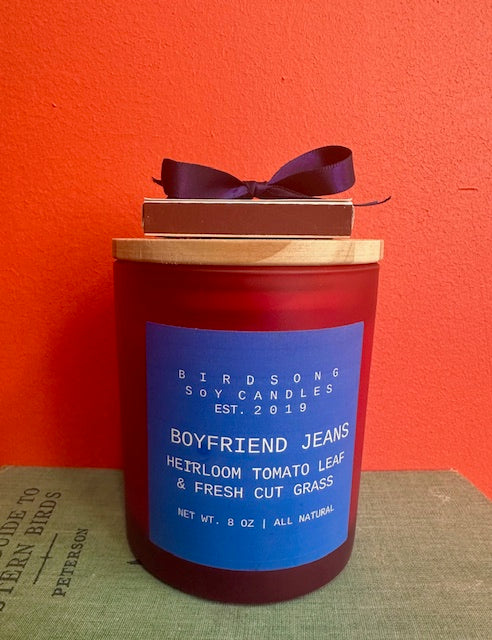 BIRDSONG
SOY CANDLES
EST. 2019
BOYFRIEND JEANS
HEIRLOOM TOMATO LEAF
& FRESH CUT GRASS
NET WT. 8 OZ | ALL NATURAL
GUIDE TO
TERN BIRDS
PETERSON